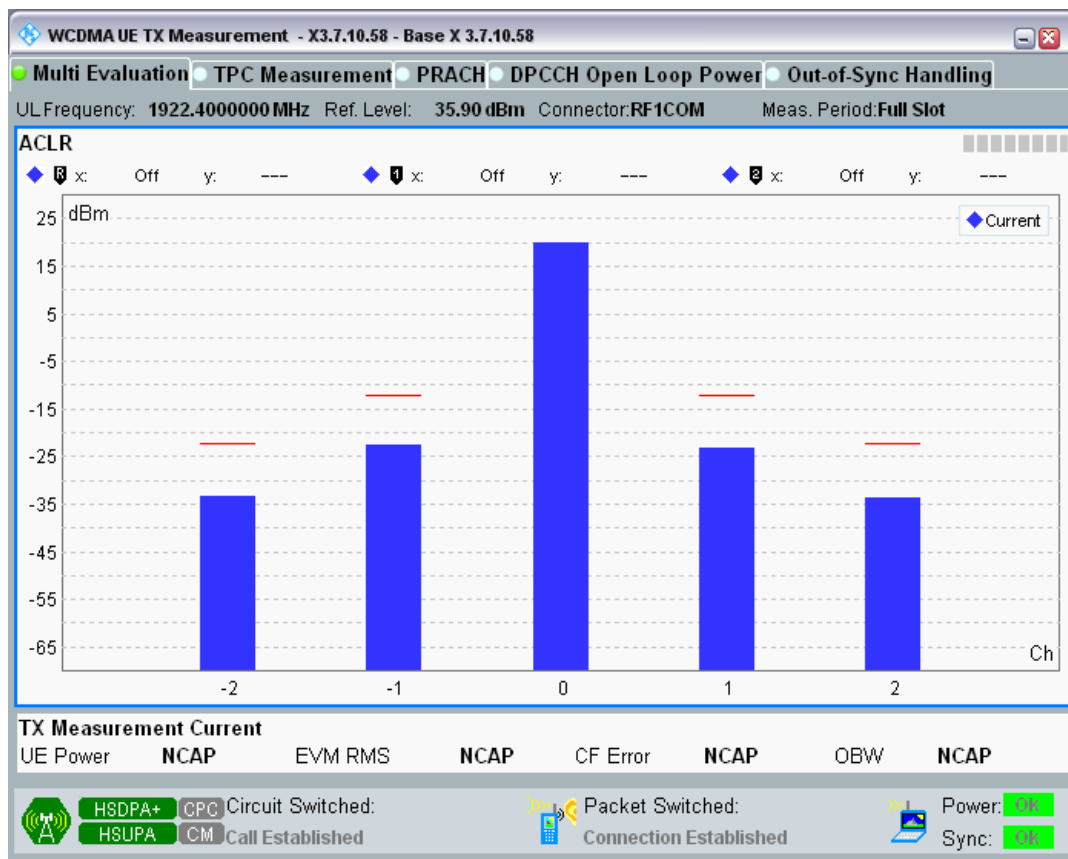 WCDMA UE TX Measurement - X3.7.10.58 - Base X 3.7.10.58
Multi Evaluation TPC Measurement PRACH DPCCH Open Loop Power Out-of-Sync Handling
UL Frequency: 1922.4000000 MHz Ref. Level: 35.90 dBm Connector:RF1COM Meas. Period:Full Slot
ACLR
R x: Off y: --- 1 x: Off y: --- 2 x: Off y: ---
dBm
Current
25
15
5
-5
-15
-25
-35
-45
-55
-65
Ch
-2 -1 0 1 2
TX Measurement Current
UE Power NCAP EVM RMS NCAP CF Error NCAP OBW NCAP
HSDPA+ CPC Circuit Switched: Packet Switched: Power: OK
HSUPA CM Call Established Connection Established Sync: OK